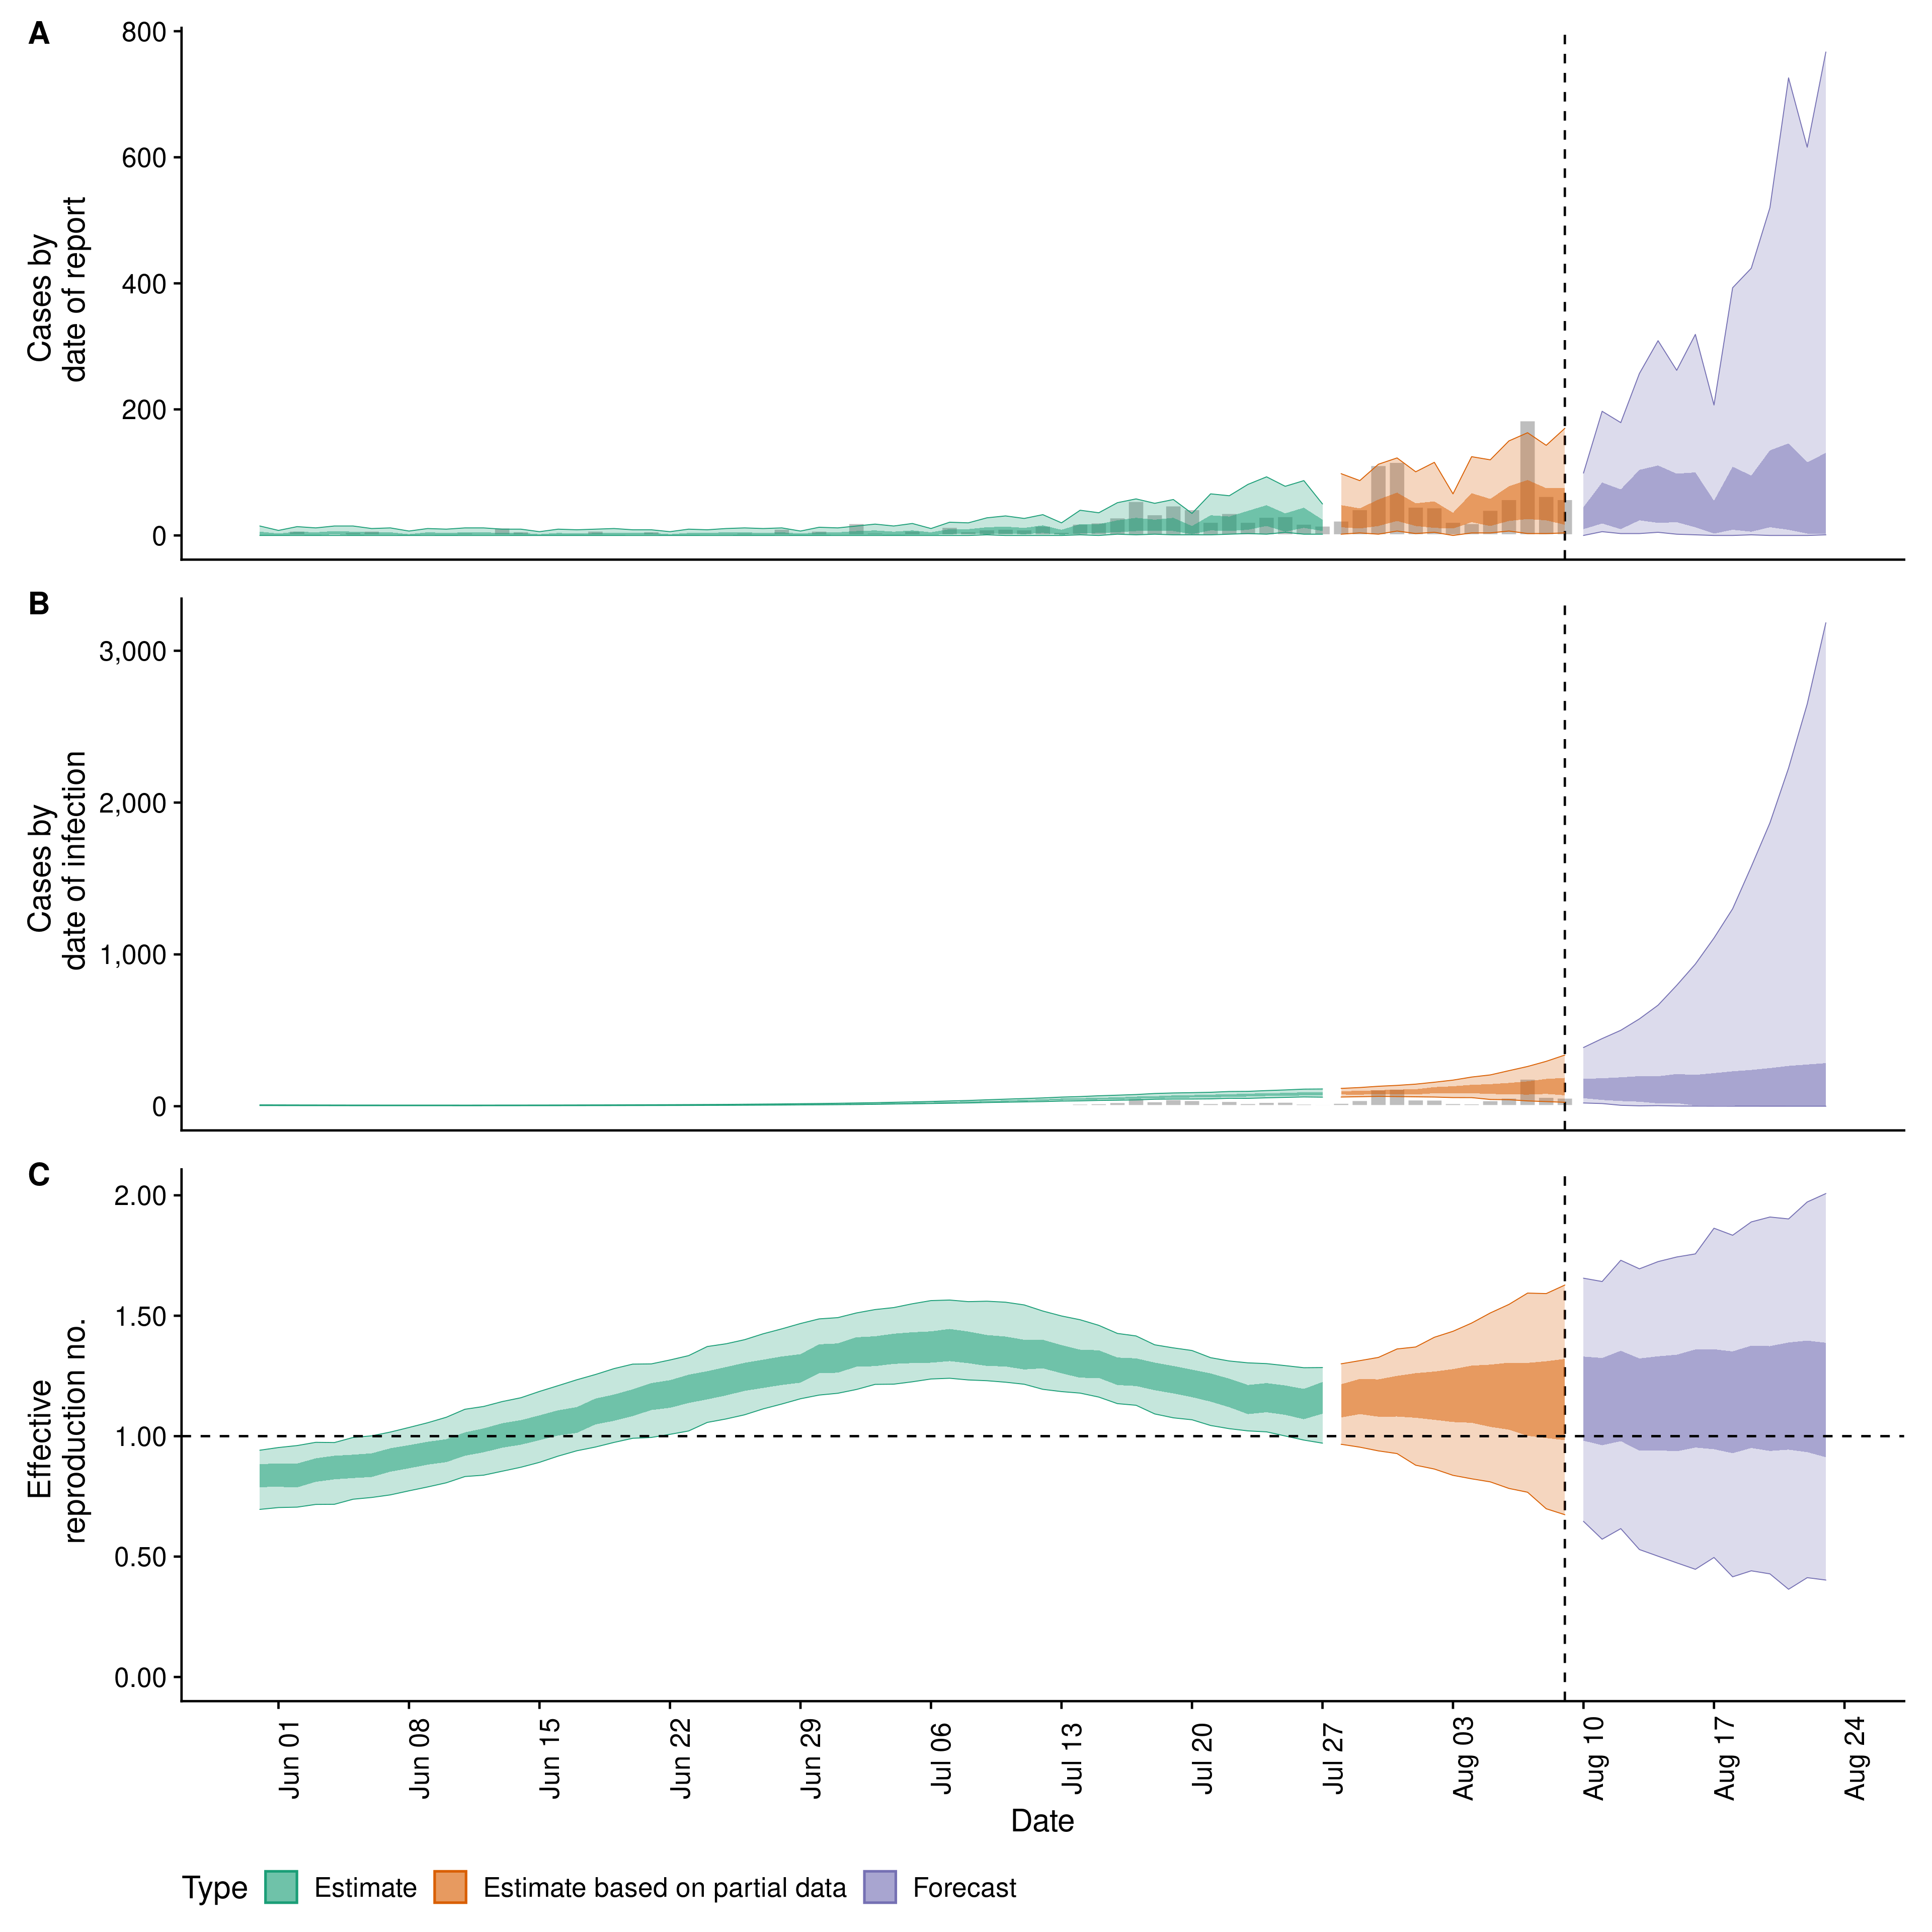 A
800
600
400
200
0
Cases by
date of report
B
3,000
2,000
1,000
0
Cases by
date of infection
C
2.00
1.50
1.00
0.50
0.00
Effective
reproduction no.
Jun 01
Jun 08
Jun 15
Jun 22
Jun 29
Jul 06
Jul 13
Jul 20
Jul 27
Aug 03
Aug 10
Aug 17
Aug 24
Date
Type Estimate Estimate based on partial data Forecast